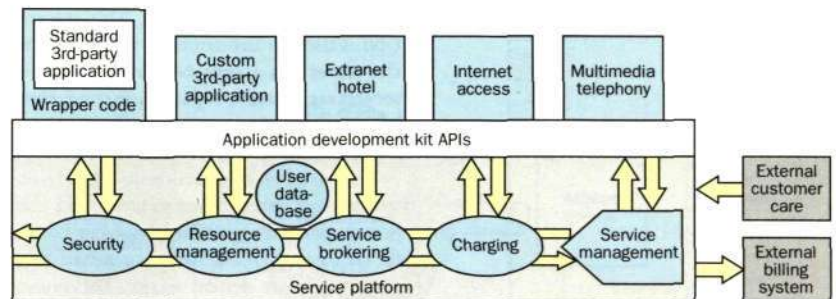 Standard
3rd-party
application
Wrapper code
Custom
3rd-party
application
Extranet
hotel
Internet
access
Multimedia
telephony
Application development kit APIs
User
data-
base
External
customer
care
Security
Resource
management
Service
brokering
Charging
Service
management
External
billing
system
Service platform